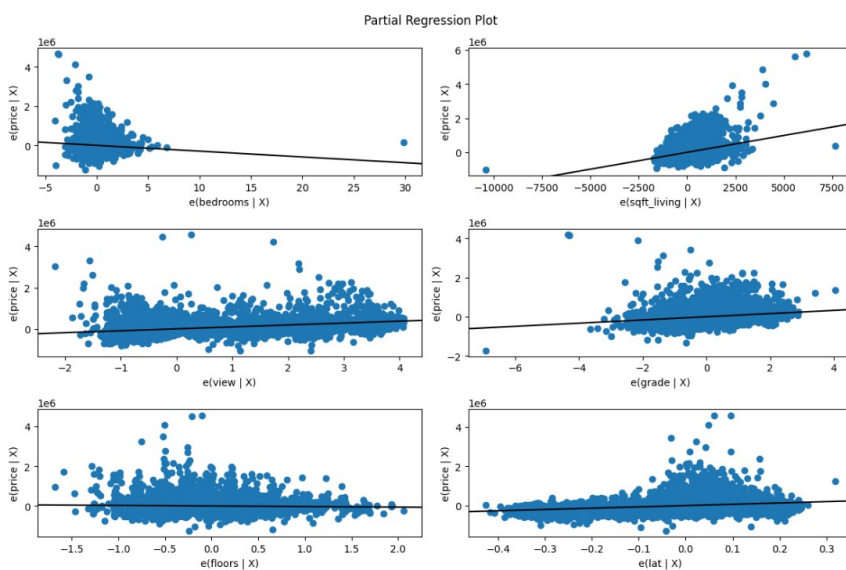 Partial Regression Plot
1e6
4
2
0
e(price | X)
−5 0 5 10 15 20 25 30
e(bedrooms | X)
1e6
6
4
2
0
e(price | X)
−10000 −7500 −5000 −2500 0 2500 5000 7500
e(sqft_living | X)
1e6
4
2
0
e(price | X)
−2 −1 0 1 2 3 4
e(view | X)
1e6
4
2
0
−2
e(price | X)
−6 −4 −2 0 2 4
e(grade | X)
1e6
4
2
0
e(price | X)
−1.5 −1.0 −0.5 0.0 0.5 1.0 1.5 2.0
e(floors | X)
1e6
4
2
0
e(price | X)
−0.4 −0.3 −0.2 −0.1 0.0 0.1 0.2 0.3
e(lat | X)